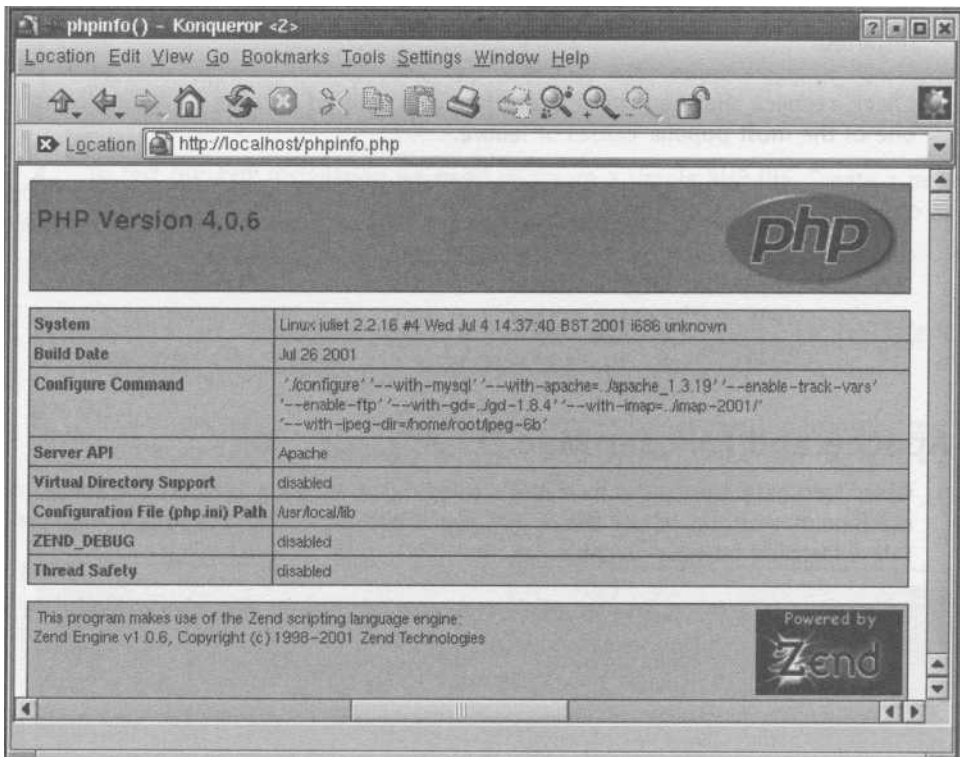 phpinfo() - Konqueror <2>
Location Edit View Go Bookmarks Tools Settings Window Help
Location http://localhost/phpinfo.php
PHP Version 4.0.6
php
System Linux juliet 2.2.16 #4 Wed Jul 4 14:37:40 BST 2001 i686 unknown
Build Date Jul 26 2001
Configure Command './configure' '--with-mysql' '--with-apache=../apache_1.3.19' '--enable-track-vars'
'--enable-ftp' '--with-gd=../gd-1.8.4' '--with-imap=../imap-2001/'
'--with-jpeg-dir=/home/root/jpeg-6b'
Server API Apache
Virtual Directory Support disabled
Configuration File (php.ini) Path /usr/local/lib
ZEND_DEBUG disabled
Thread Safety disabled
This program makes use of the Zend scripting language engine:
Zend Engine v1.0.6, Copyright (c) 1998-2001 Zend Technologies
Powered by
Zend